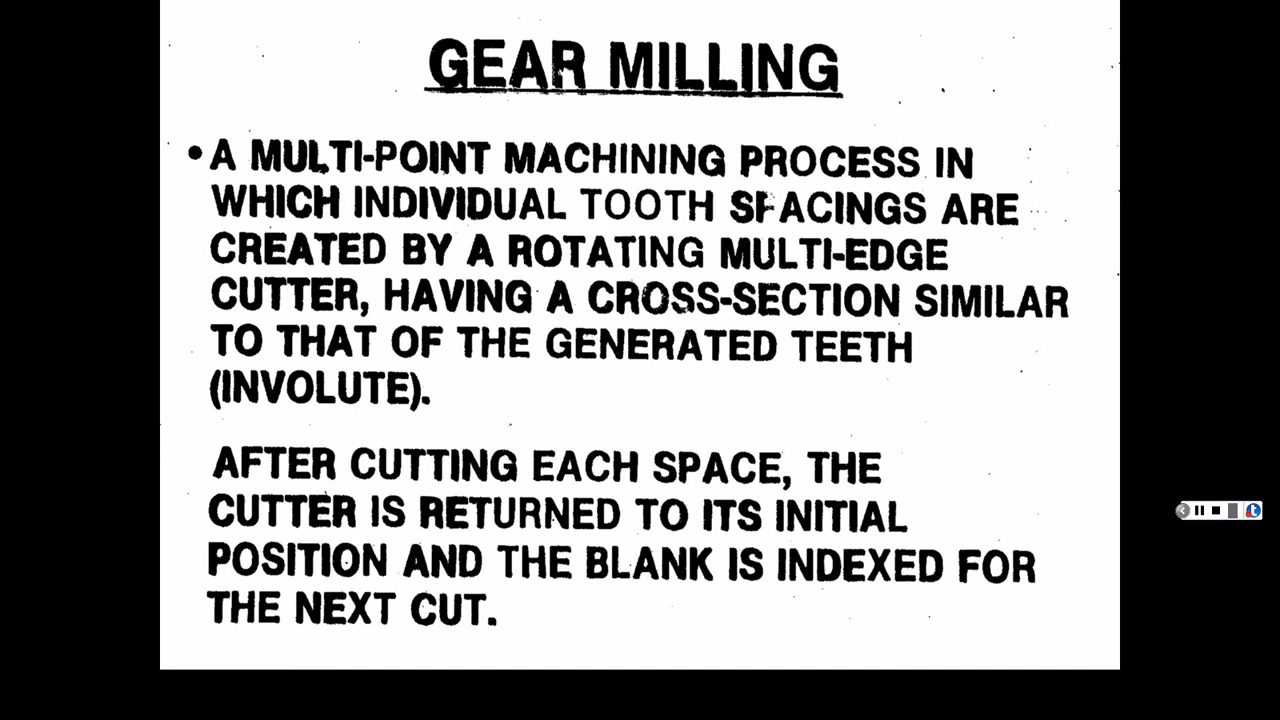 GEAR MILLING
• A MULTI-POINT MACHINING PROCESS IN
WHICH INDIVIDUAL TOOTH SPACINGS ARE
CREATED BY A ROTATING MULTI-EDGE
CUTTER, HAVING A CROSS-SECTION SIMILAR
TO THAT OF THE GENERATED TEETH
(INVOLUTE).
AFTER CUTTING EACH SPACE, THE
CUTTER IS RETURNED TO ITS INITIAL
POSITION AND THE BLANK IS INDEXED FOR
THE NEXT CUT.